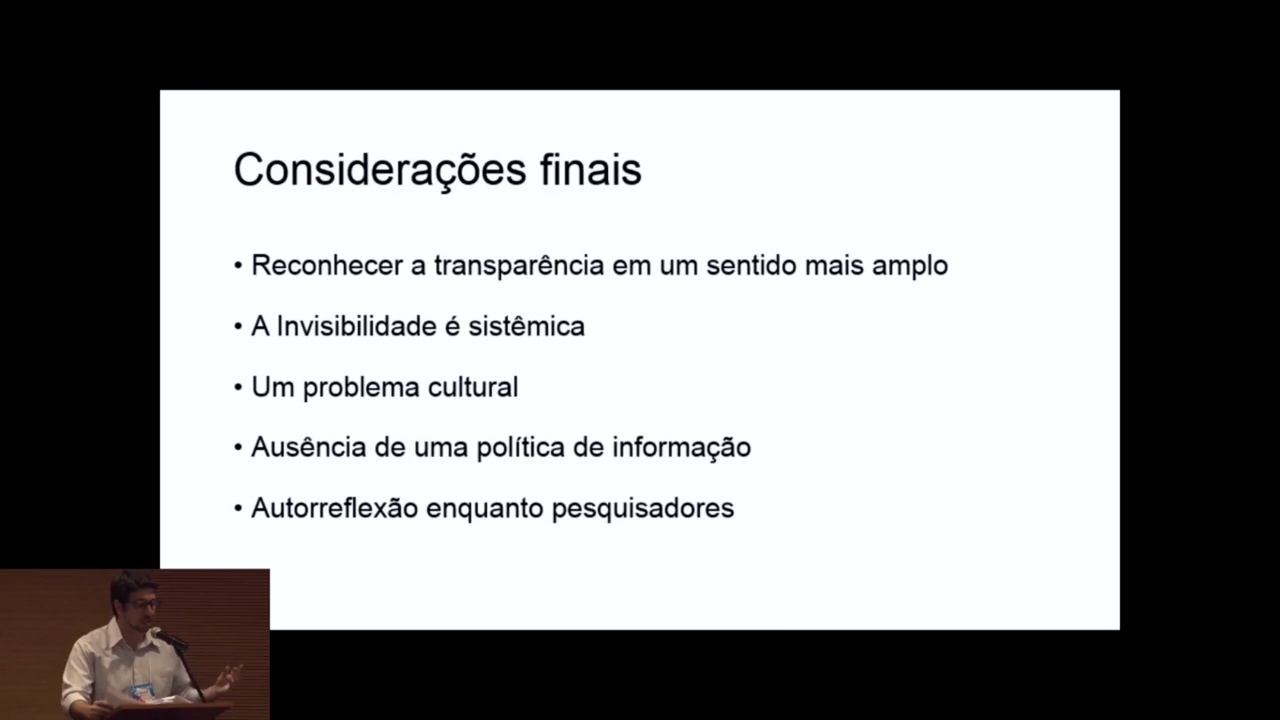 Considerações finais
• Reconhecer a transparência em um sentido mais amplo
• A Invisibilidade é sistêmica
• Um problema cultural
• Ausência de uma política de informação
• Autorreflexão enquanto pesquisadores